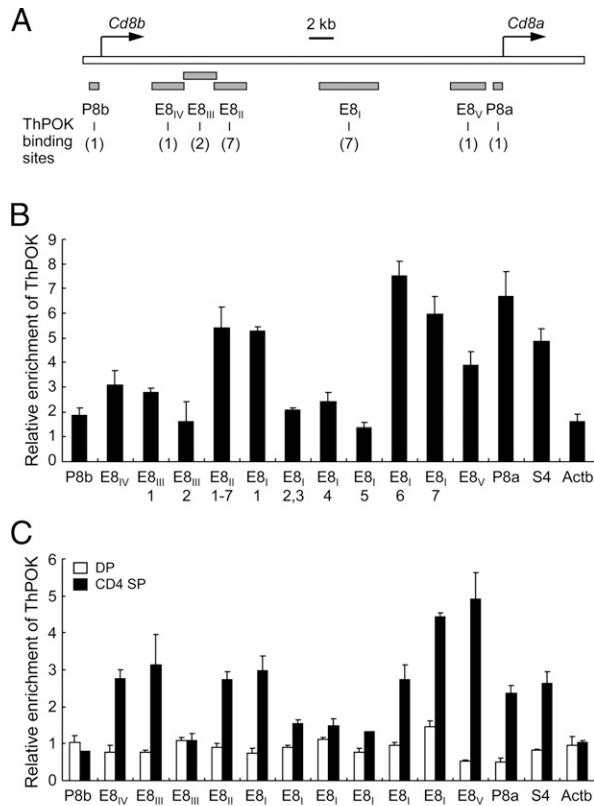 A
Cd8b
2 kb
Cd8a
P8b E8IV E8III E8II E8I E8V P8a
ThPOK
binding
sites
(1) (1) (2) (7) (7) (1) (1)
B
Relative enrichment of ThPOK
9
8
7
6
5
4
3
2
1
0
P8b E8IV E8III E8III E8II E8I E8I E8I E8I E8I E8I E8V P8a S4 Actb
1 2 1-7 1 2,3 4 5 6 7
C
Relative enrichment of ThPOK
6
5
4
3
2
1
0
DP
CD4 SP
P8b E8IV E8III E8III E8II E8I E8I E8I E8I E8I E8I E8V P8a S4 Actb